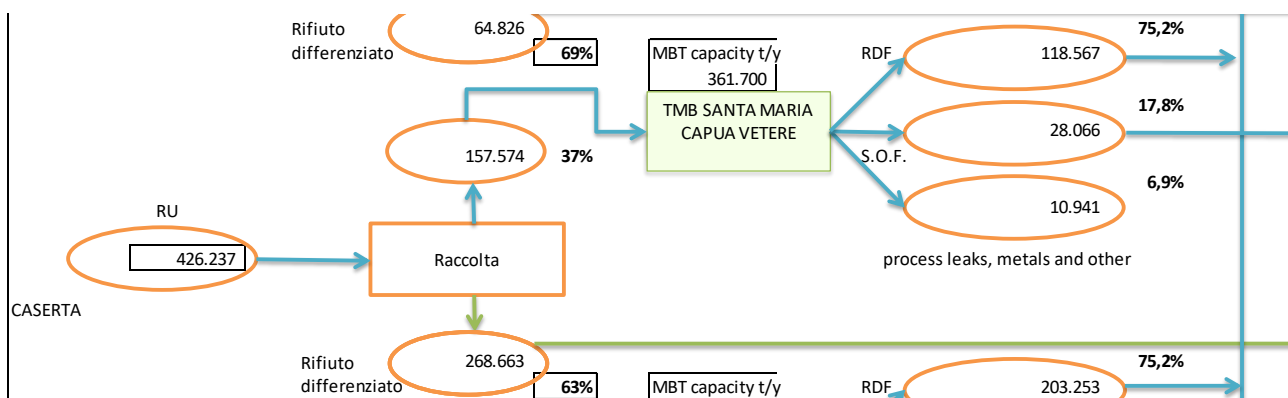 Rifiuto
differenziato
64.826
69%
MBT capacity t/y
361.700
RDF
118.567
75,2%
TMB SANTA MARIA
CAPUA VETERE
17,8%
28.066
S.O.F.
157.574
37%
6,9%
10.941
RU
426.237
Raccolta
process leaks, metals and other
CASERTA
Rifiuto
differenziato
268.663
63%
MBT capacity t/y
RDF
203.253
75,2%